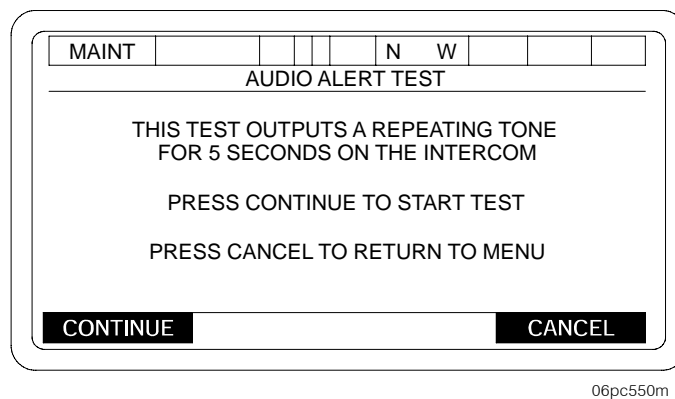 MAINT N W
AUDIO ALERT TEST
THIS TEST OUTPUTS A REPEATING TONE
FOR 5 SECONDS ON THE INTERCOM
PRESS CONTINUE TO START TEST
PRESS CANCEL TO RETURN TO MENU
CONTINUE CANCEL
06pc550m